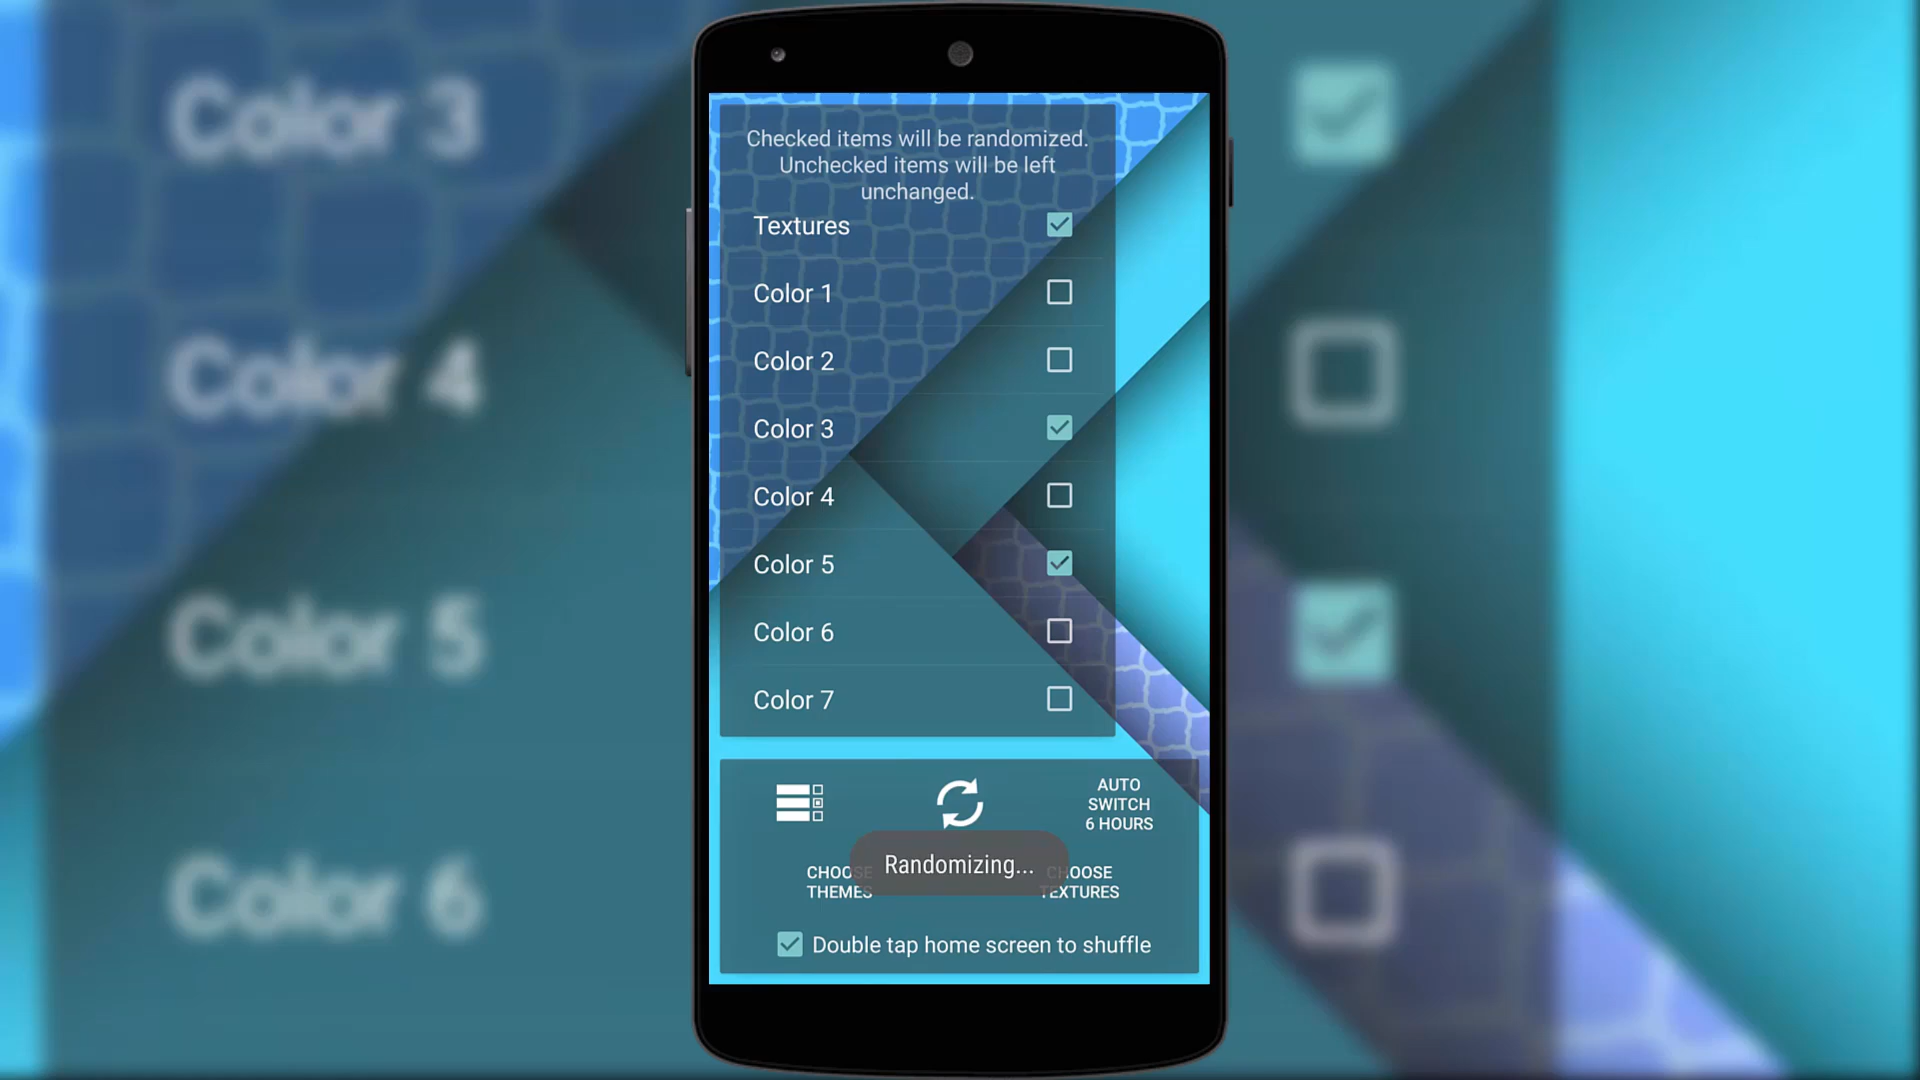 Color 3
Color 4
Color 5
Color 6
Checked items will be randomized.
Unchecked items will be left
unchanged.
Textures
Color 1
Color 2
Color 3
Color 4
Color 5
Color 6
Color 7
AUTO
SWITCH
6 HOURS
Randomizing...
CHOOSE
THEMES
CHOOSE
TEXTURES
Double tap home screen to shuffle